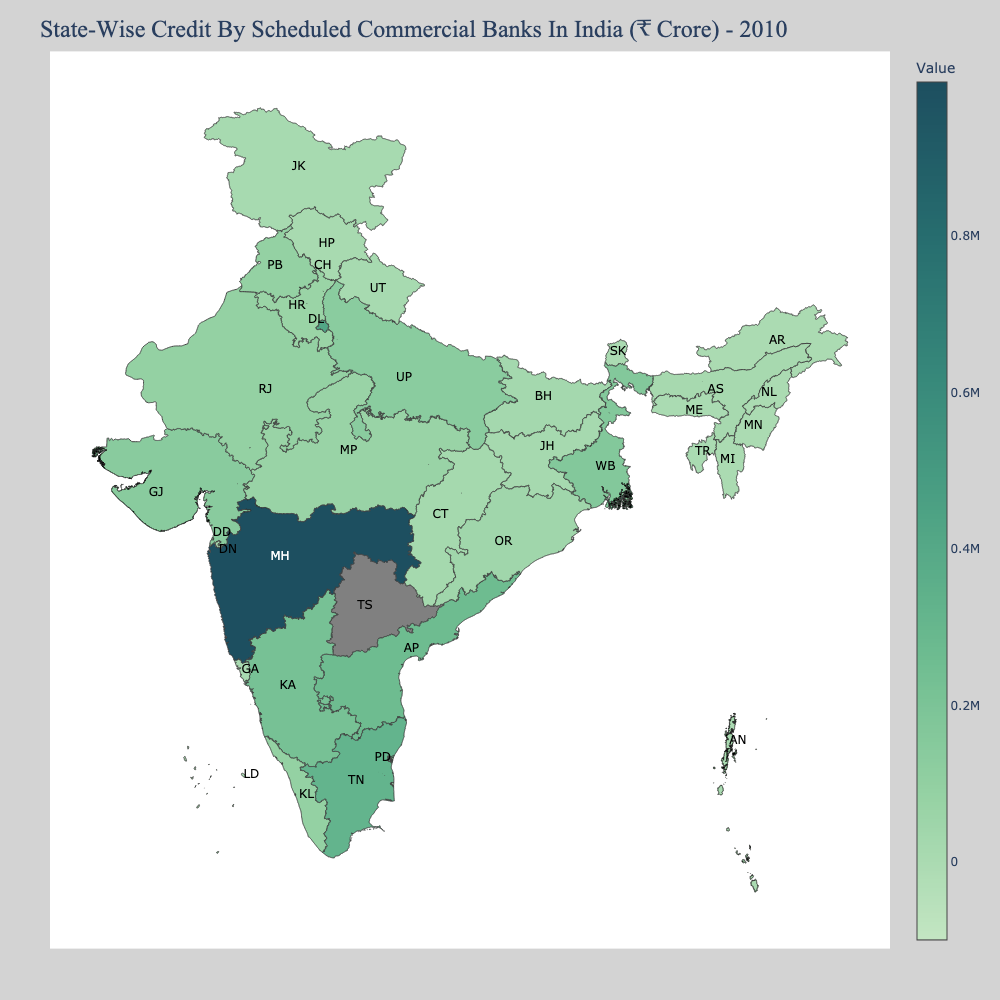 State-Wise Credit By Scheduled Commercial Banks In India (₹ Crore) - 2010
Value
0.8M
0.6M
0.4M
0.2M
0
JK
HP
PB
CH
UT
HR
DL
RJ
UP
BH
SK
AR
AS
NL
ME
MN
TR
MI
MP
JH
WB
GJ
CT
OR
DD
DN
MH
TS
AP
GA
KA
PD
TN
LD
KL
AN